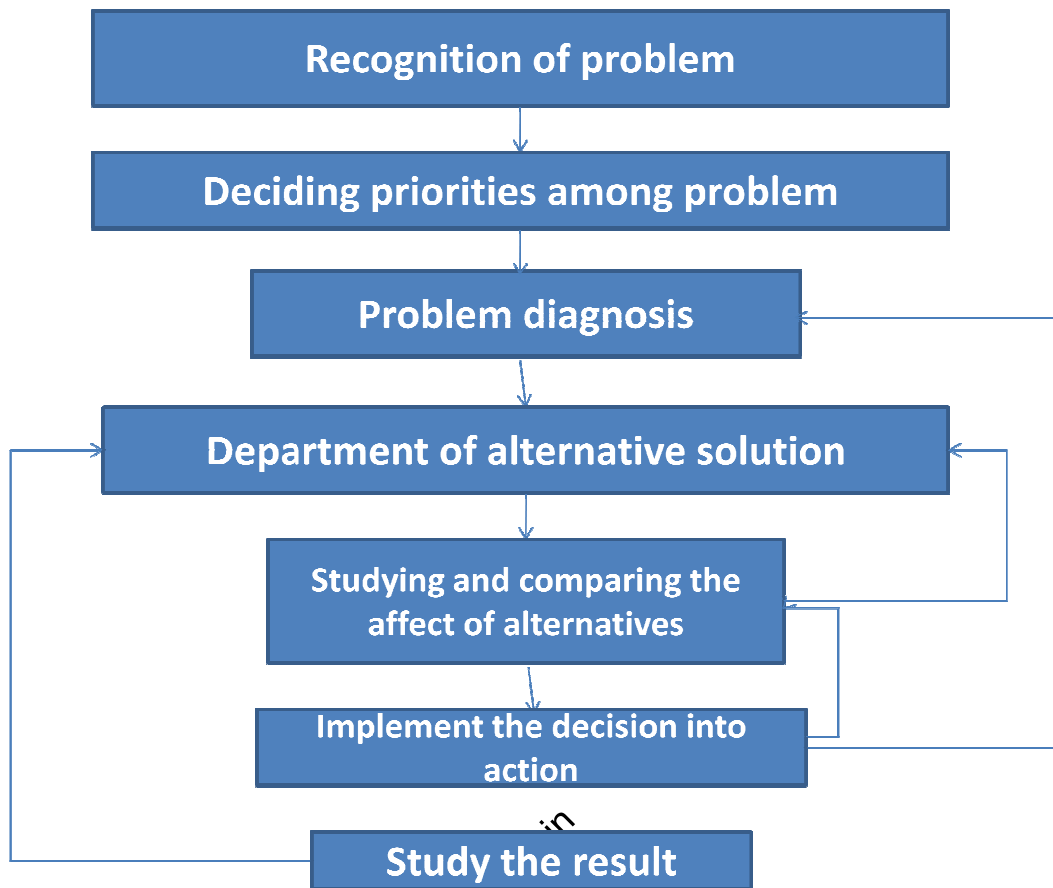 Recognition of problem
Deciding priorities among problem
Problem diagnosis
Department of alternative solution
Studying and comparing the
affect of alternatives
Implement the decision into
action
in
Study the result